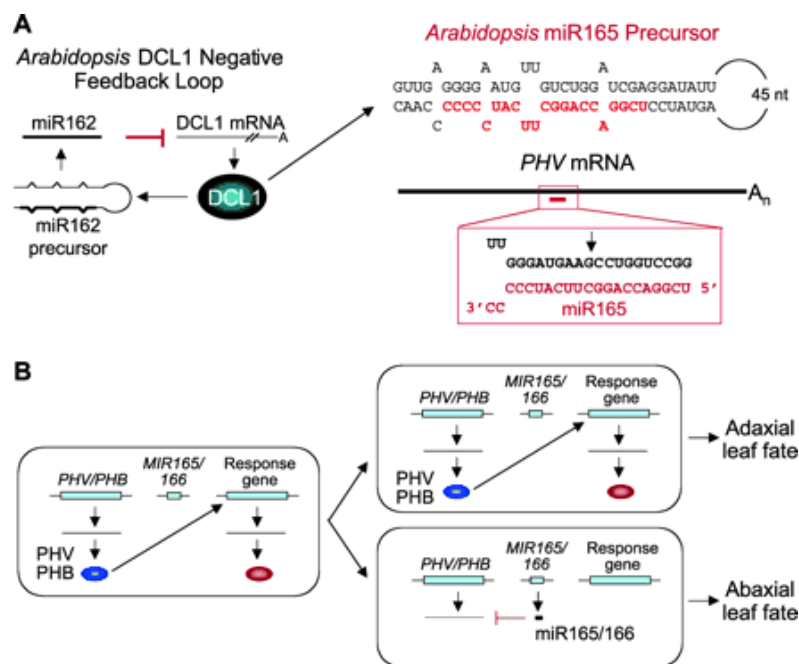 A
Arabidopsis DCL1 Negative
Feedback Loop
miR162
DCL1 mRNA
A
DCL1
miR162
precursor
Arabidopsis miR165 Precursor
A A UU A
GUUG GGGG AUG GUCUGG UCGAGGAUAUU
CAAC CCCC UAC CGGACC GGCUCCUAUGA
C C UU A
45 nt
PHV mRNA
An
UU
GGGAUGAAGCCUGGUCCGG
CCCUACUUCGGACCAGGCU 5'
3'CC
miR165
B
PHV/PHB
MIR165/
166
Response
gene
PHV
PHB
PHV/PHB
MIR165/
166
Response
gene
PHV
PHB
Adaxial
leaf fate
PHV/PHB
MIR165/
166
Response
gene
miR165/166
Abaxial
leaf fate